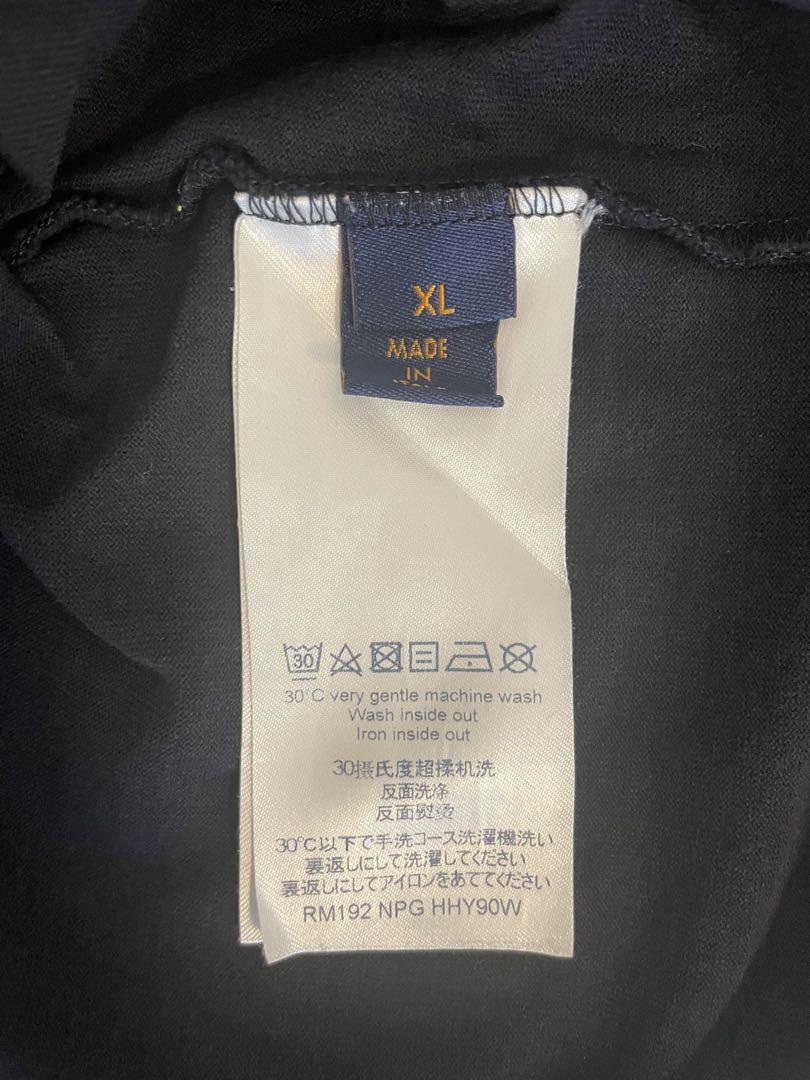 XL
MADE
IN
30
30°C very gentle machine wash
Wash inside out
Iron inside out
30摄氏度超揉机洗
反面洗涤
反面熨烫
30℃以下で手洗コース洗濯機洗い
裏返しにして洗濯してください
裏返しにしてアイロンをあててください
RM192 NPG HHY90W